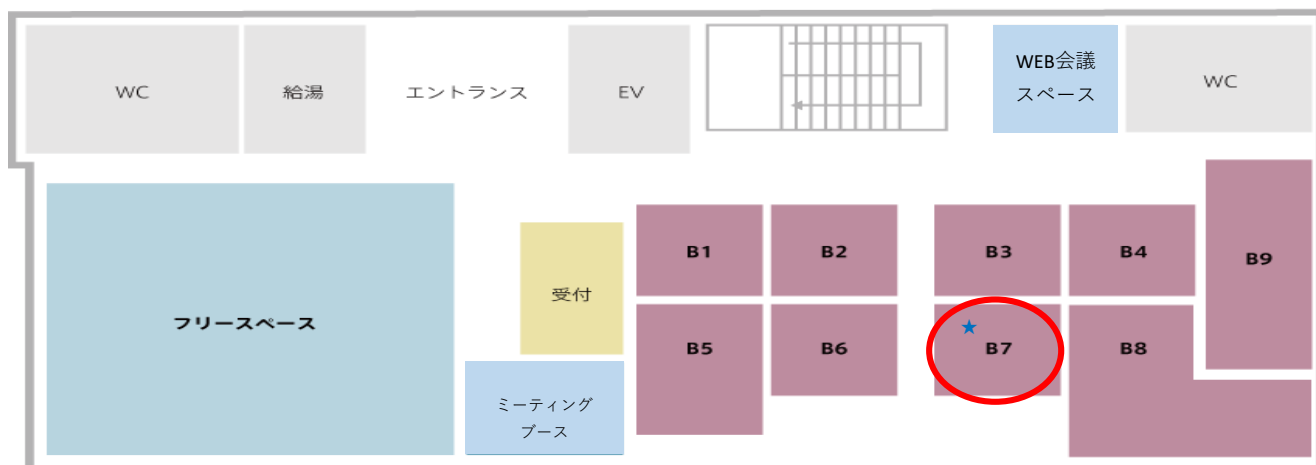 WC
給湯
エントランス
EV
WEB会議
スペース
WC
フリースペース
受付
ミーティング
ブース
B1
B2
B3
B4
B9
B5
B6
★
B7
B8